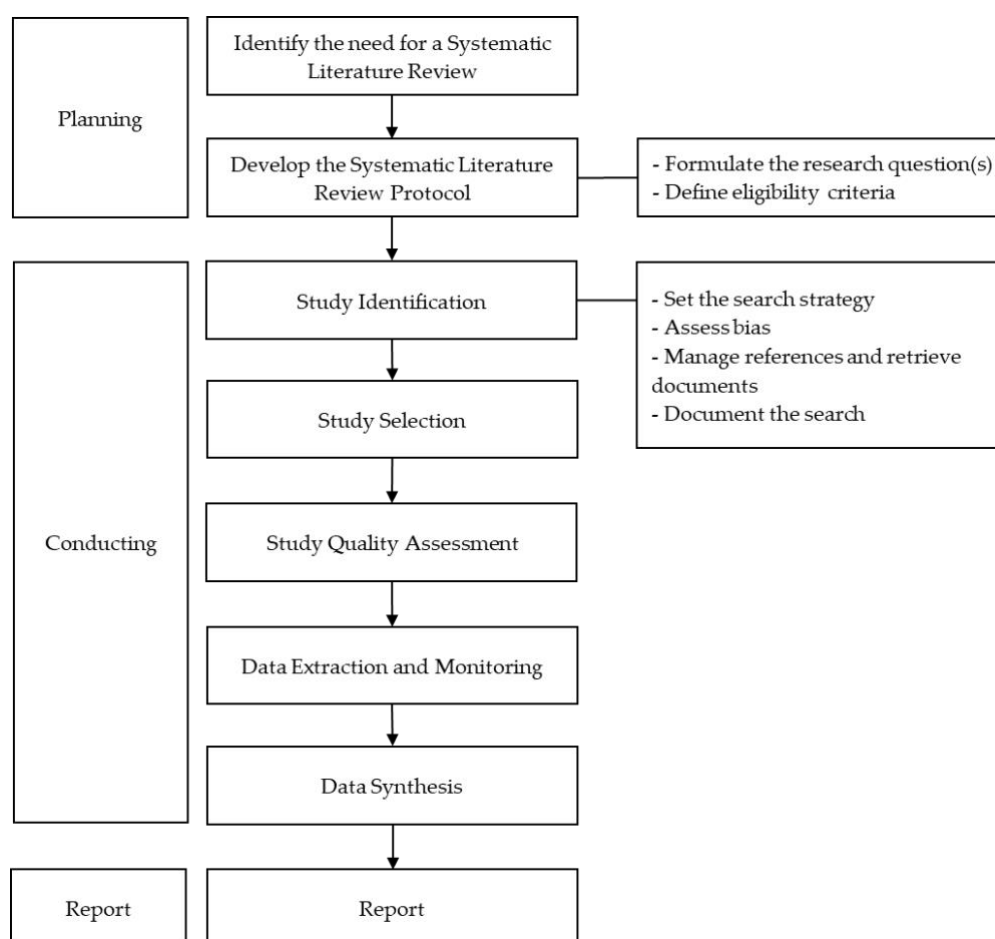 Planning
Identify the need for a Systematic
Literature Review
Develop the Systematic Literature
Review Protocol
- Formulate the research question(s)
- Define eligibility criteria
Conducting
Study Identification
- Set the search strategy
- Assess bias
- Manage references and retrieve
documents
- Document the search
Study Selection
Study Quality Assessment
Data Extraction and Monitoring
Data Synthesis
Report
Report